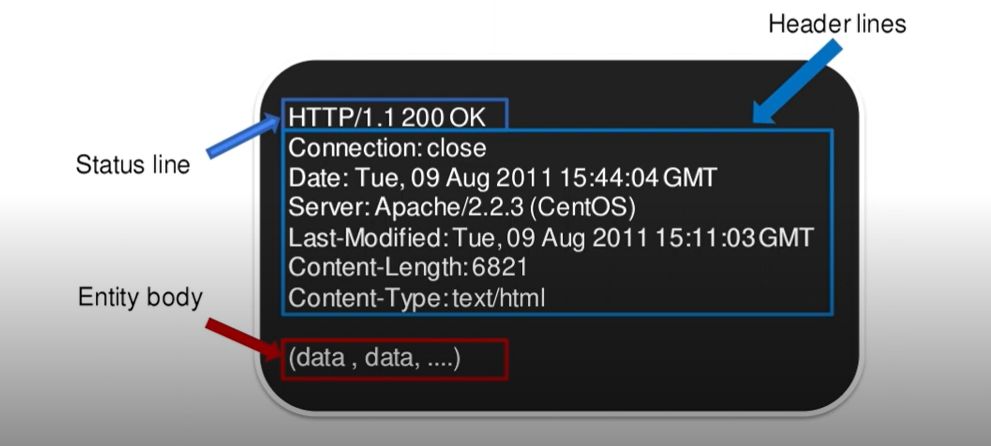 Header lines
HTTP/1.1 200 OK
Status line
Connection: close
Date: Tue, 09 Aug 2011 15:44:04 GMT
Server: Apache/2.2.3 (CentOS)
Last-Modified: Tue, 09 Aug 2011 15:11:03 GMT
Content-Length: 6821
Content-Type: text/html
Entity body
(data , data, ....)